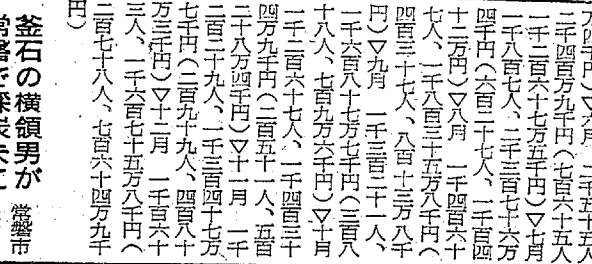 万四千円）▽六月　一千五十五人
二千四百万九千円（七百六十五人
一千二百六十七万五千円）▽七月
一千八百七人、二千三百七十六万
四千円（六百二十七人、一千百四
十二万円）▽八月　一千四百六十
七人、一千八百三十五万八千円（
四百三十七人、八百十三万八千
円）▽九月　一千三百二十一人、
一千六百八十七万七千円（三百八
十八人、七百九万六千円）▽十月
一千二百六十七人、一千四百三十
四万九千円（二百五十一人、五百
二十八万四千円）▽十一月　一千
二百二十九人、一千三百四十七万
七千円（二百九十九人、四百八十
万三千円）▽十二月　一千百六十
三人、一千六百七十五万八千円（
二百七十八人、七百六十四万九千
円）
釜石の横領男が
常磐で
常磐市